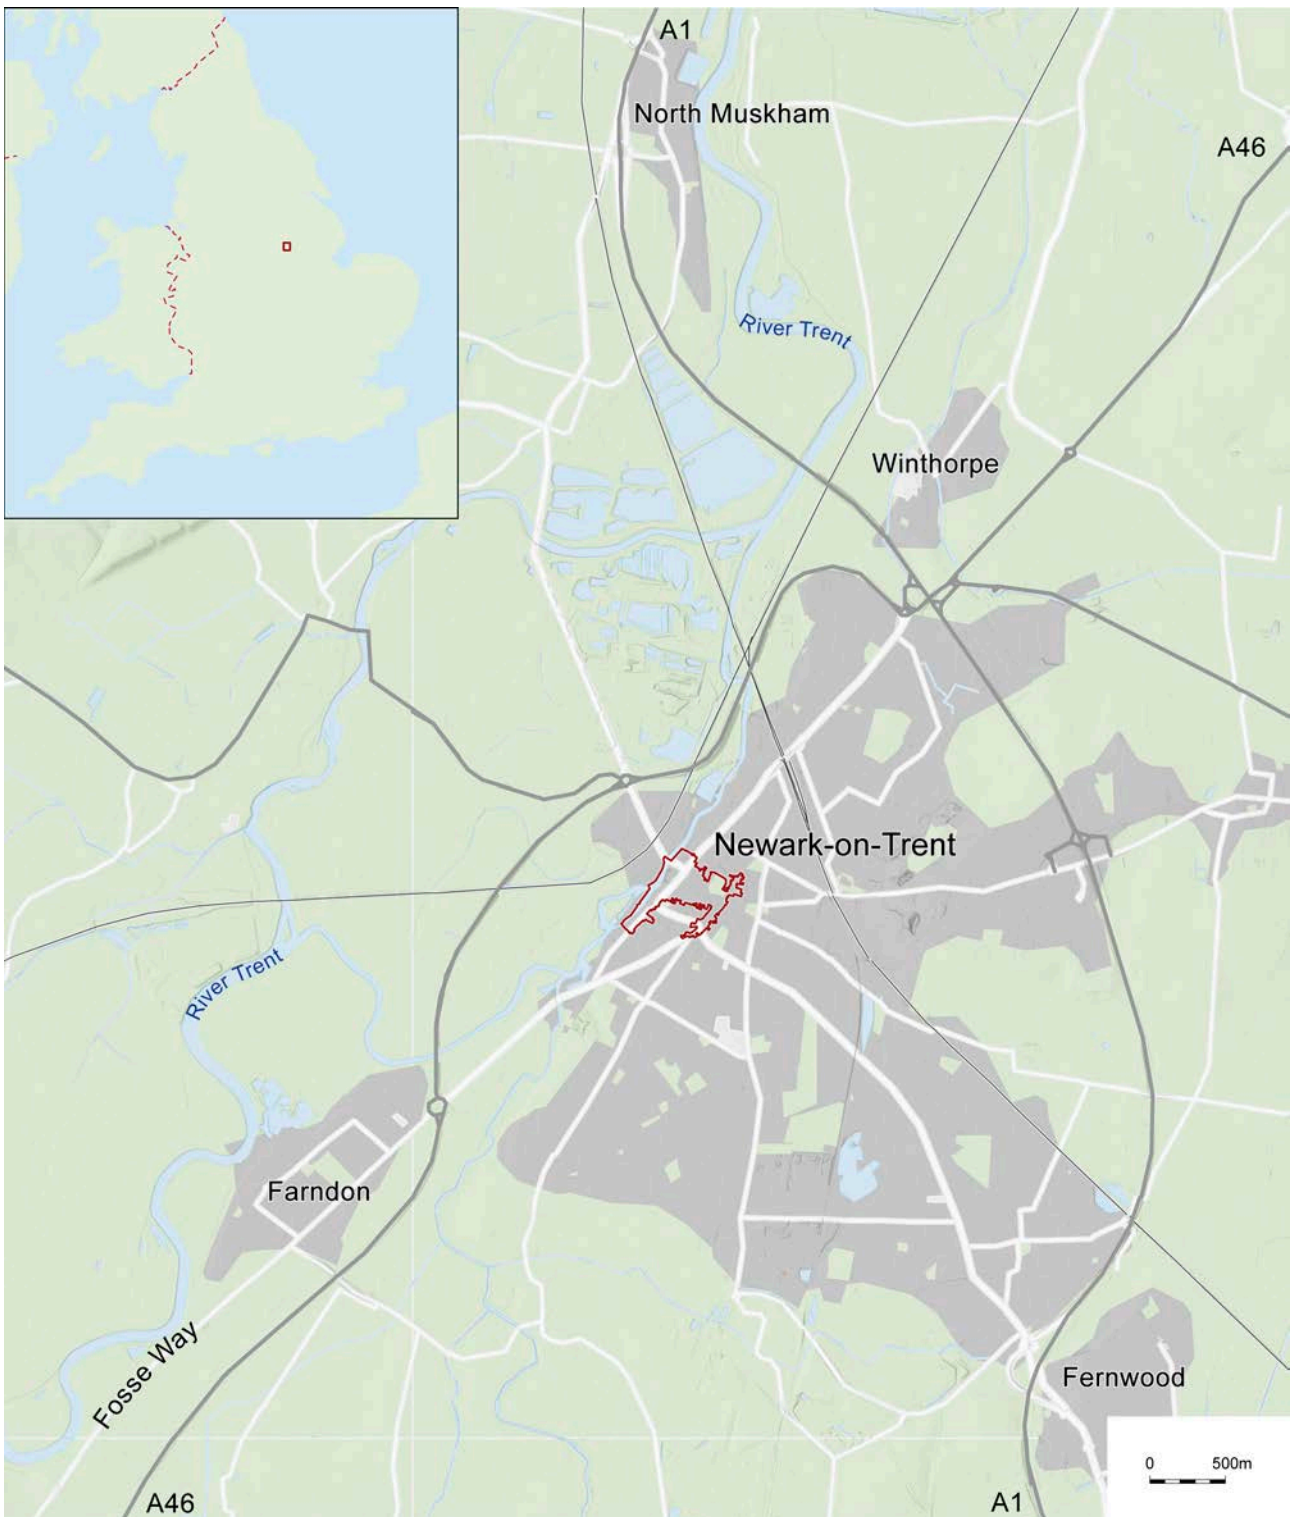 A1
North Muskham
A46
River Trent
Winthorpe
Newark-on-Trent
River Trent
Farndon
Fosse Way
Fernwood
0 500m
A46
A1